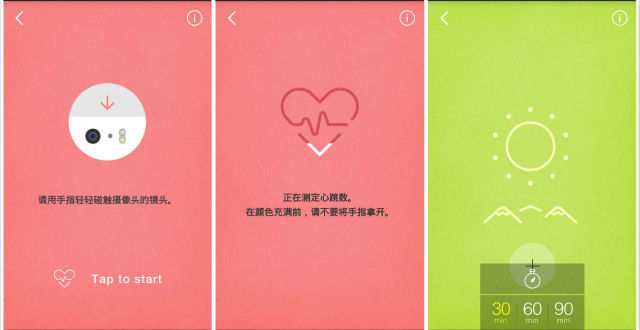 请用手指轻轻碰触摄像头的镜头。
Tap to start
正在测定心跳数。
在颜色充满前，请不要将手指拿开。
30 60 90
min min min